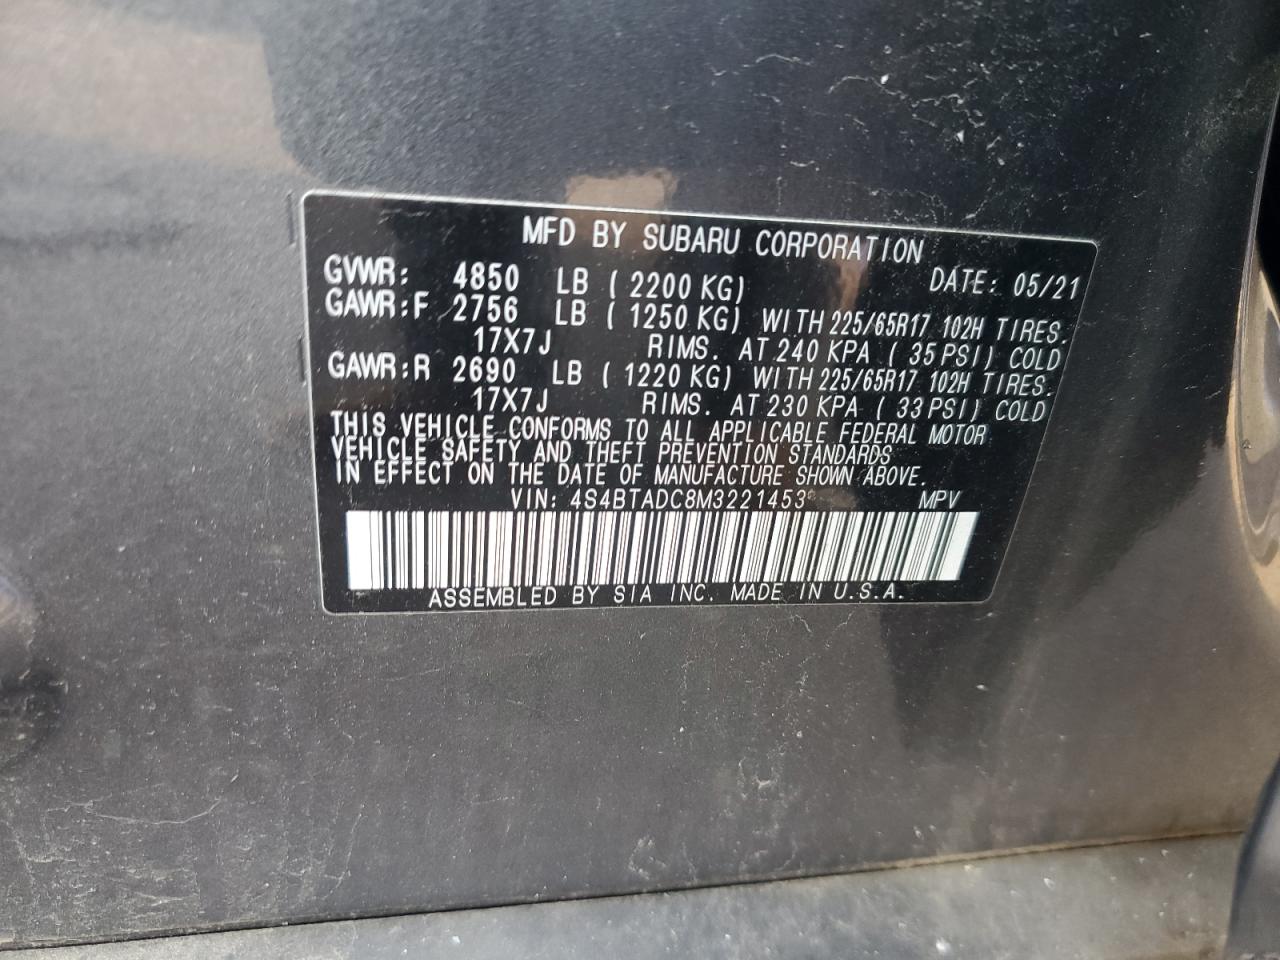 MFD BY SUBARU CORPORATION
GVWR: 4850 LB ( 2200 KG) DATE: 05/21
GAWR:F 2756 LB ( 1250 KG) WITH 225/65R17 102H TIRES.
17X7J RIMS. AT 240 KPA ( 35 PSI) COLD
GAWR:R 2690 LB ( 1220 KG) WITH 225/65R17 102H TIRES.
17X7J RIMS. AT 230 KPA ( 33 PSI) COLD
THIS VEHICLE CONFORMS TO ALL APPLICABLE FEDERAL MOTOR
VEHICLE SAFETY AND THEFT PREVENTION STANDARDS
IN EFFECT ON THE DATE OF MANUFACTURE SHOWN ABOVE.
VIN: 4S4BTADC8M3221453 MPV
ASSEMBLED BY SIA INC. MADE IN U.S.A.